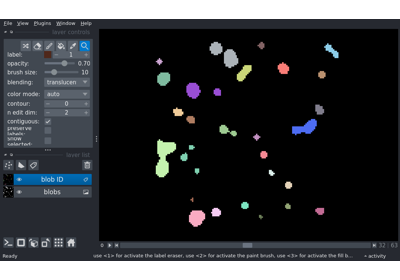 File View Plugins Window Help
layer controls
label: 1
opacity: 0.70
brush size: 10
blending: translucen
color mode: auto
contour: 0
n edit dim: 2
contiguous:
preserve labels:
show selected:
layer list
blob ID
blobs
32 / 63
Ready
use <1> for activate the label eraser, use <2> for activate the paint brush, use <3> for activate the fill b...
activity